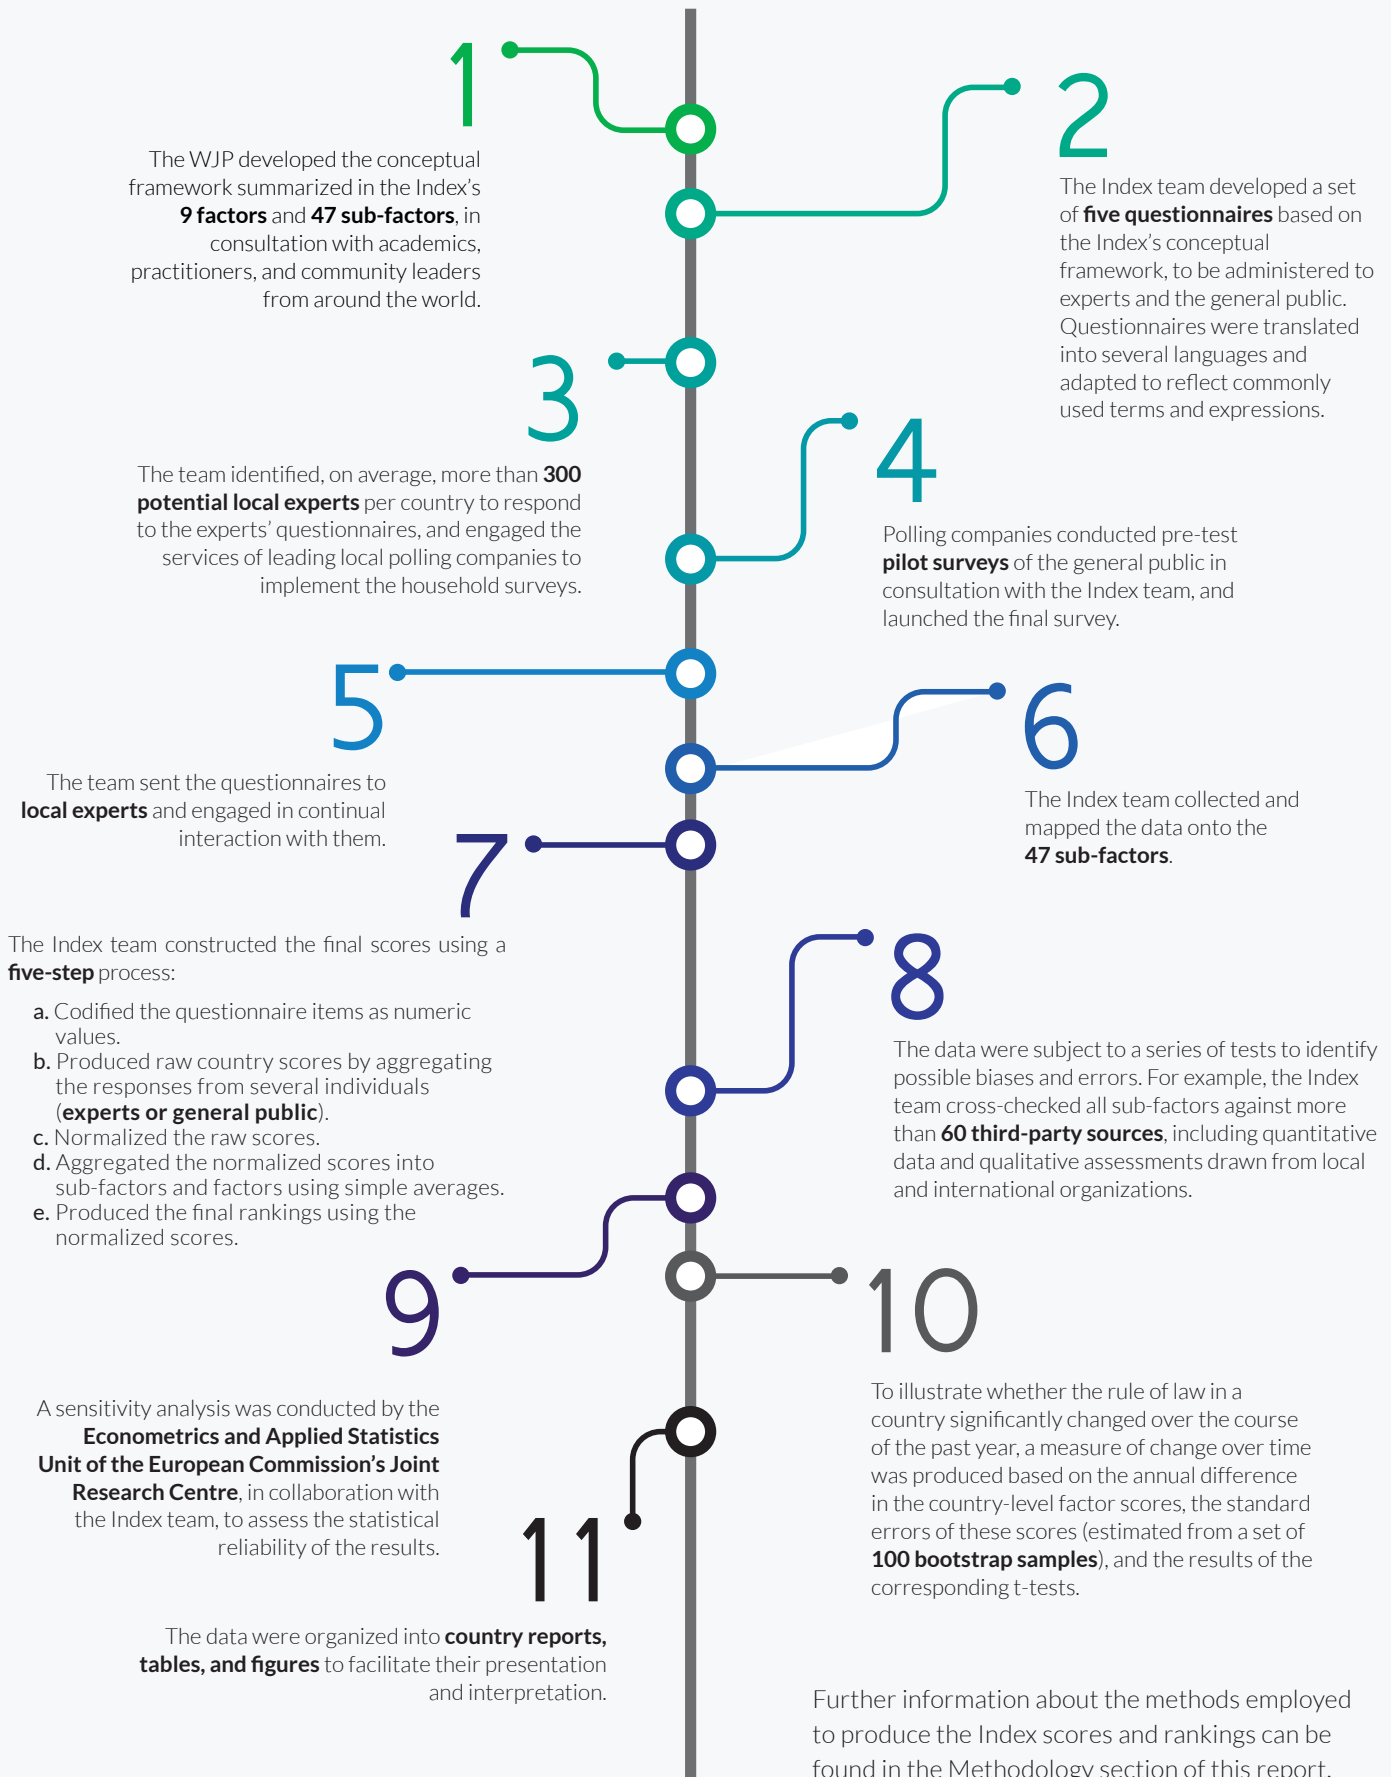 1
The WJP developed the conceptual
framework summarized in the Index's
9 factors and 47 sub-factors, in
consultation with academics,
practitioners, and community leaders
from around the world.
2
The Index team developed a set
of five questionnaires based on
the Index's conceptual
framework, to be administered to
experts and the general public.
Questionnaires were translated
into several languages and
adapted to reflect commonly
used terms and expressions.
3
The team identified, on average, more than 300
potential local experts per country to respond
to the experts' questionnaires, and engaged the
services of leading local polling companies to
implement the household surveys.
4
Polling companies conducted pre-test
pilot surveys of the general public in
consultation with the Index team, and
launched the final survey.
5
The team sent the questionnaires to
local experts and engaged in continual
interaction with them.
6
The Index team collected and
mapped the data onto the
47 sub-factors.
7
The Index team constructed the final scores using a
five-step process:
a. Codified the questionnaire items as numeric
values.
b. Produced raw country scores by aggregating
the responses from several individuals
(experts or general public).
c. Normalized the raw scores.
d. Aggregated the normalized scores into
sub-factors and factors using simple averages.
e. Produced the final rankings using the
normalized scores.
8
The data were subject to a series of tests to identify
possible biases and errors. For example, the Index
team cross-checked all sub-factors against more
than 60 third-party sources, including quantitative
data and qualitative assessments drawn from local
and international organizations.
9
A sensitivity analysis was conducted by the
Econometrics and Applied Statistics
Unit of the European Commission's Joint
Research Centre, in collaboration with
the Index team, to assess the statistical
reliability of the results.
10
To illustrate whether the rule of law in a
country significantly changed over the course
of the past year, a measure of change over time
was produced based on the annual difference
in the country-level factor scores, the standard
errors of these scores (estimated from a set of
100 bootstrap samples), and the results of the
corresponding t-tests.
11
The data were organized into country reports,
tables, and figures to facilitate their presentation
and interpretation.
Further information about the methods employed
to produce the Index scores and rankings can be
found in the Methodology section of this report.